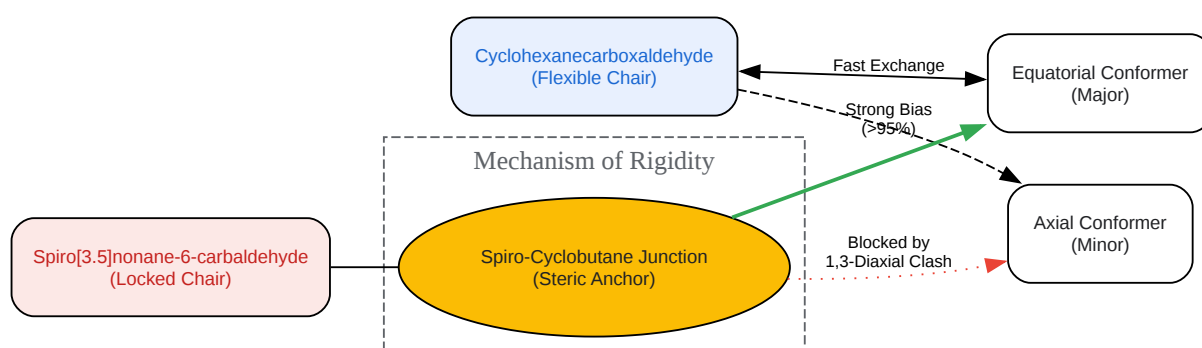 Cyclohexanecarboxaldehyde
(Flexible Chair)
Fast Exchange
Equatorial Conformer
(Major)
Strong Bias
(>95%)
Mechanism of Rigidity
Spiro[3.5]nonane-6-carbaldehyde
(Locked Chair)
Spiro-Cyclobutane Junction
(Steric Anchor)
Blocked by
1,3-Diaxial Clash
Axial Conformer
(Minor)